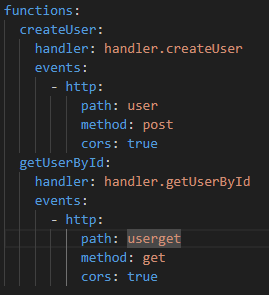 functions:
  createUser:
    handler: handler.createUser
    events:
      - http:
          path: user
          method: post
          cors: true
  getUserById:
    handler: handler.getUserById
    events:
      - http:
          path: userget
          method: get
          cors: true